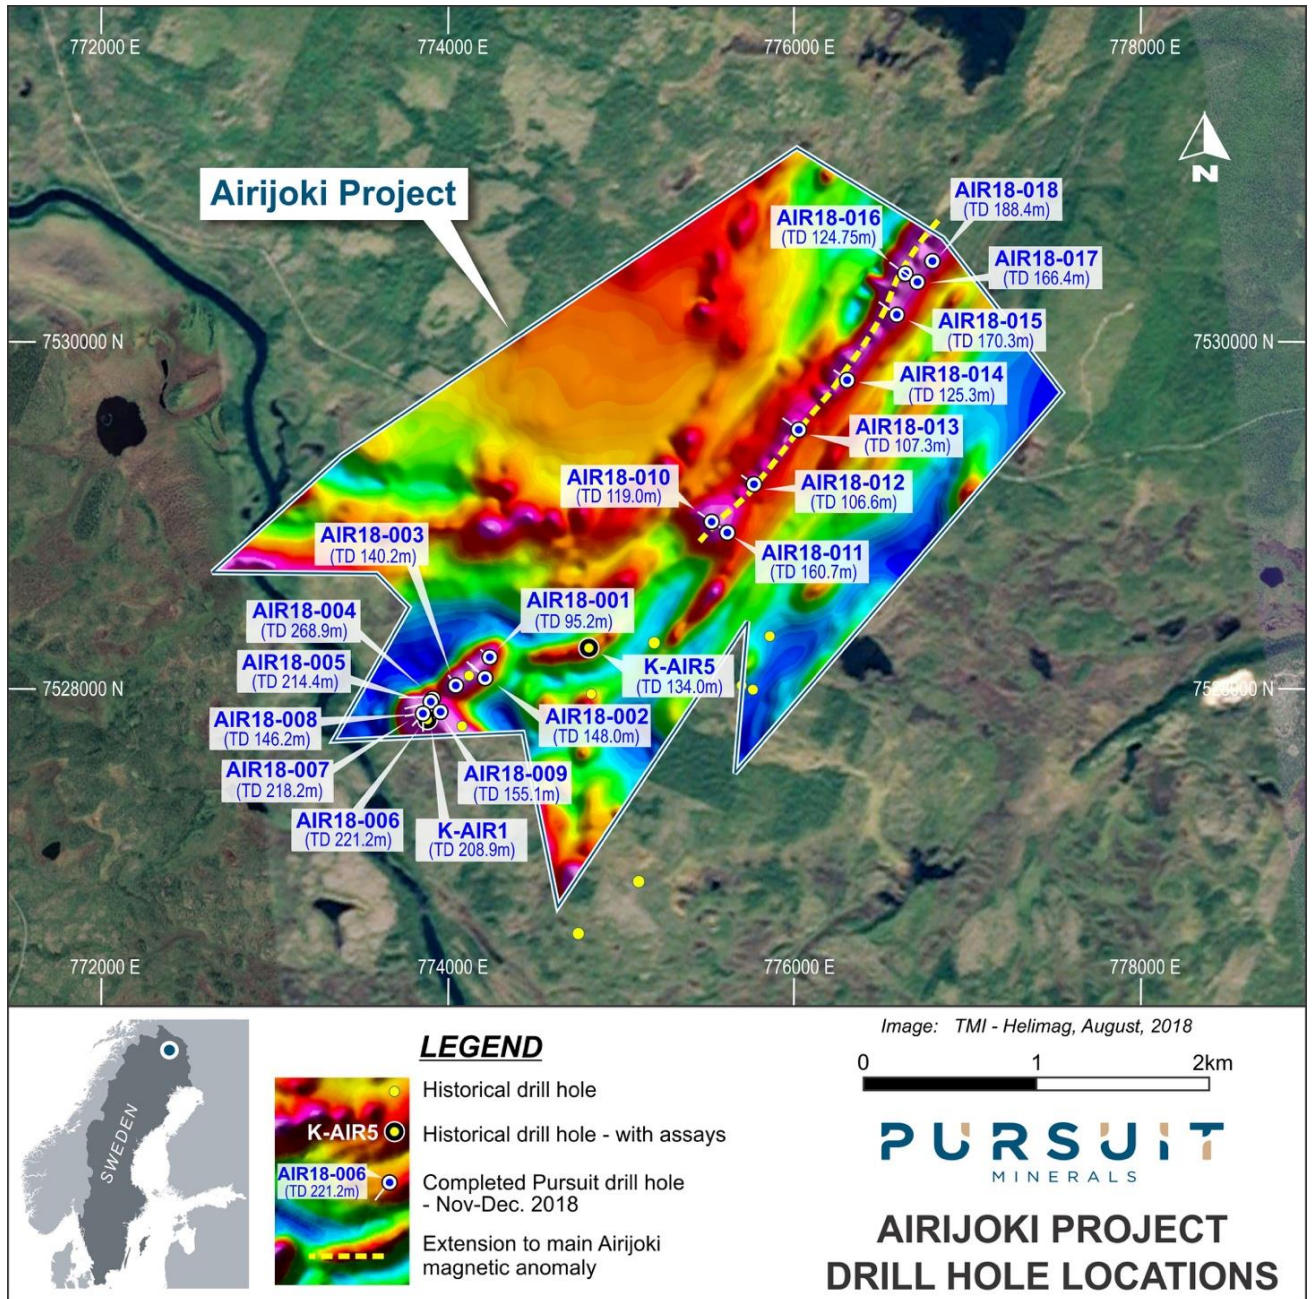 772000 E
774000 E
776000 E
778000 E
Airijoki Project
N
AIR18-018
(TD 188.4m)
AIR18-016
(TD 124.75m)
AIR18-017
(TD 166.4m)
7530000 N
AIR18-015
(TD 170.3m)
7530000 N
AIR18-014
(TD 125.3m)
AIR18-013
(TD 107.3m)
AIR18-010
(TD 119.0m)
AIR18-012
(TD 106.6m)
AIR18-003
(TD 140.2m)
AIR18-011
(TD 160.7m)
AIR18-001
(TD 95.2m)
AIR18-004
(TD 268.9m)
AIR18-005
(TD 214.4m)
K-AIR5
(TD 134.0m)
7528000 N
7528000 N
AIR18-008
(TD 146.2m)
AIR18-002
(TD 148.0m)
AIR18-007
(TD 218.2m)
AIR18-009
(TD 155.1m)
AIR18-006
(TD 221.2m)
K-AIR1
(TD 208.9m)
772000 E
774000 E
776000 E
778000 E
SWEDEN
LEGEND
Historical drill hole
K-AIR5
Historical drill hole - with assays
AIR18-006
(TD 221.2m)
Completed Pursuit drill hole
- Nov-Dec. 2018
Extension to main Airijoki
magnetic anomaly
Image: TMI - Helimag, August, 2018
0 1 2km
PURSUIT
MINERALS
AIRIJOKI PROJECT
DRILL HOLE LOCATIONS